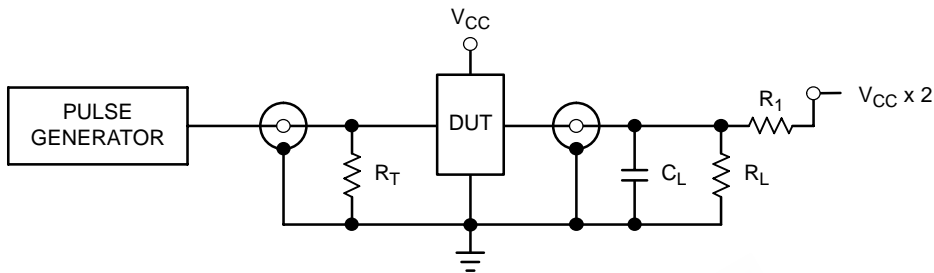 V_CC
PULSE
GENERATOR
DUT
R_1
V_CC x 2
R_T
C_L
R_L